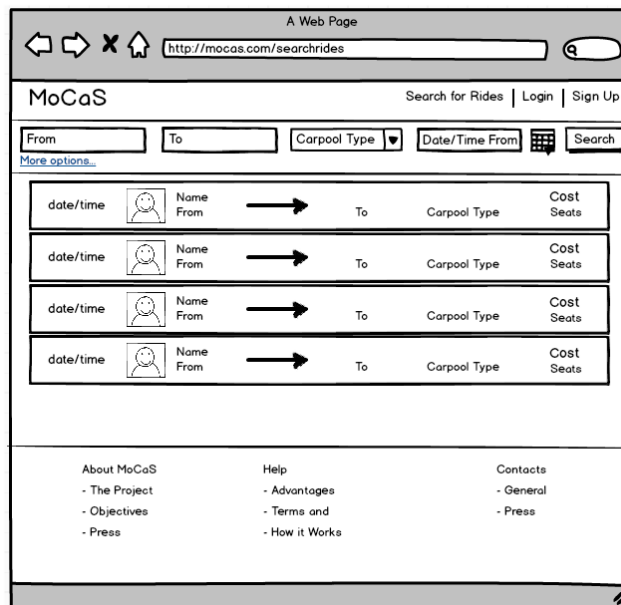 A Web Page
http://mocas.com/searchrides
MoCaS
Search for Rides | Login | Sign Up
From To Carpool Type Date/Time From Search
More options...
date/time Name From To Carpool Type Cost Seats
date/time Name From To Carpool Type Cost Seats
date/time Name From To Carpool Type Cost Seats
date/time Name From To Carpool Type Cost Seats
About MoCaS Help Contacts
- The Project - Advantages - General
- Objectives - Terms and - Press
- Press - How it Works